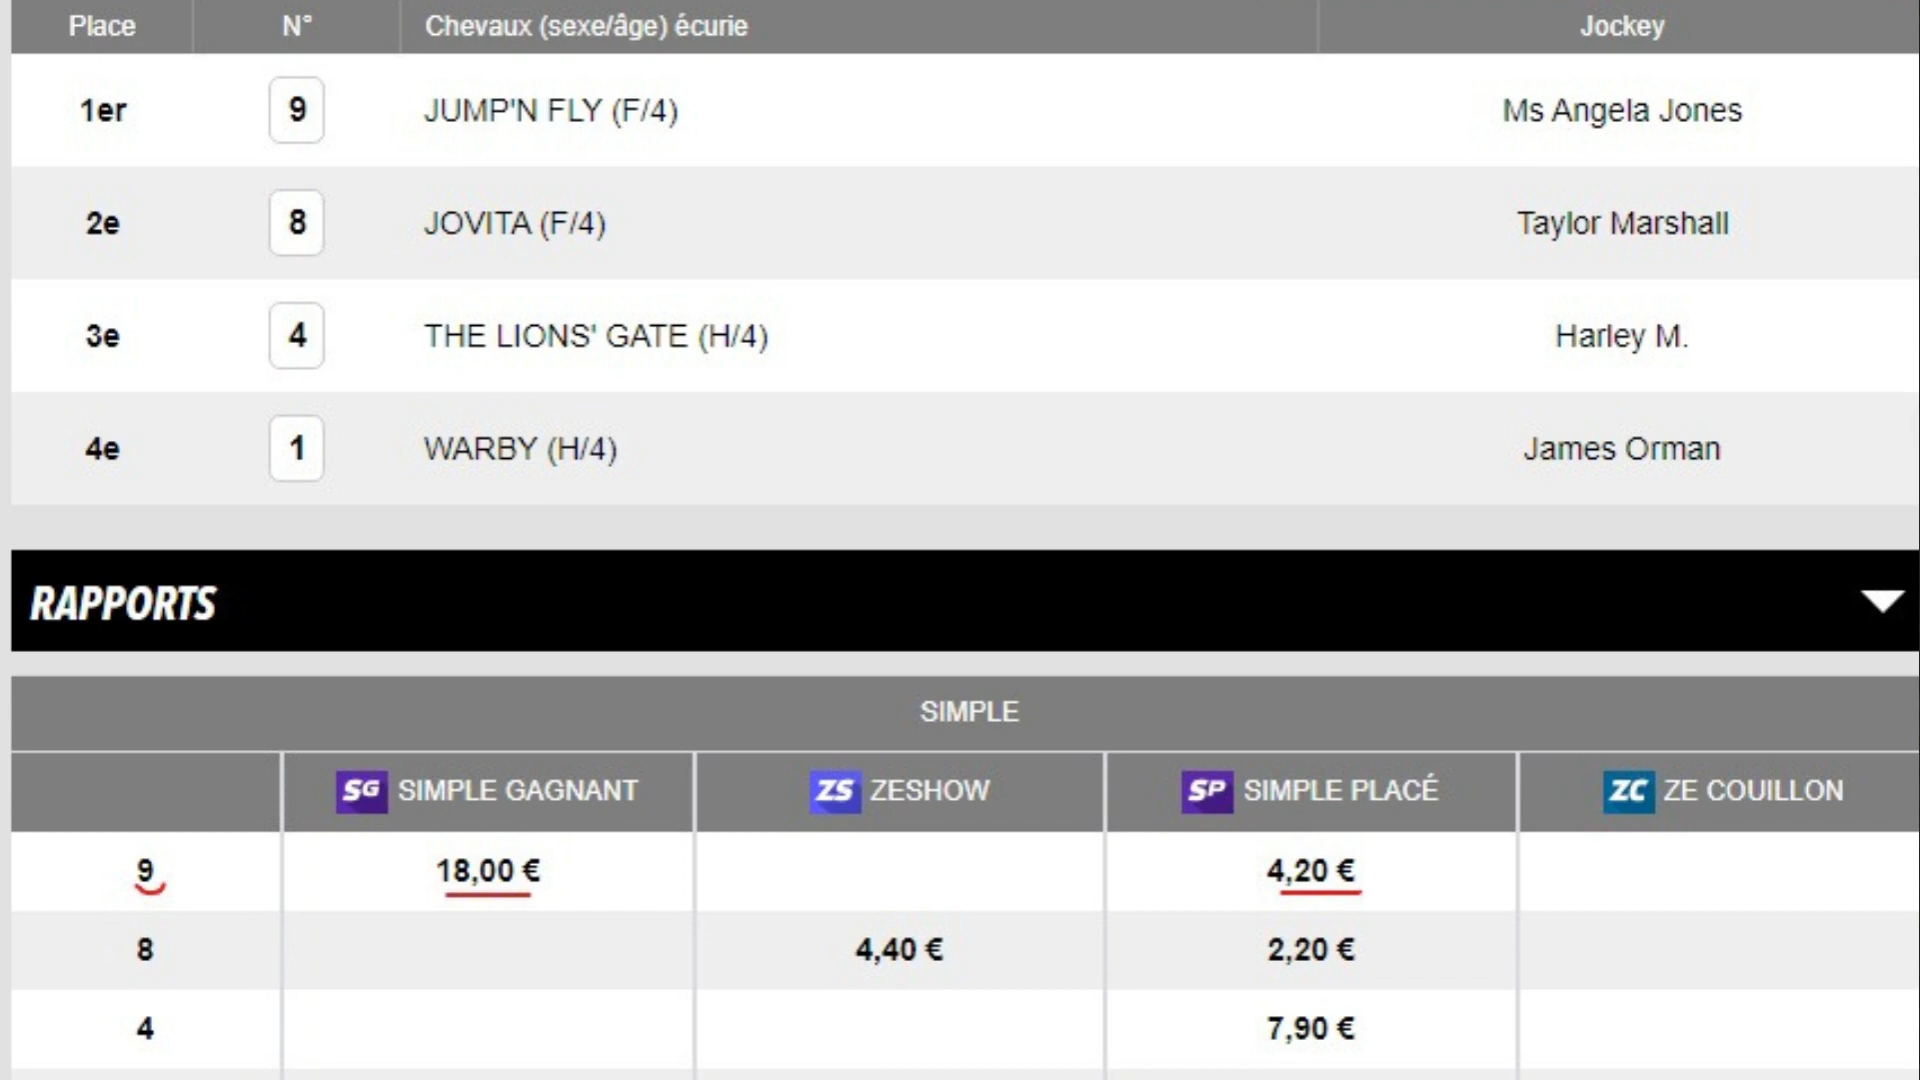 Place N° Chevaux (sexe/âge) écurie Jockey
1er 9 JUMP'N FLY (F/4) Ms Angela Jones
2e 8 JOVITA (F/4) Taylor Marshall
3e 4 THE LIONS' GATE (H/4) Harley M.
4e 1 WARBY (H/4) James Orman
RAPPORTS
SIMPLE
SG SIMPLE GAGNANT ZS ZESHOW SP SIMPLE PLACÉ ZC ZE COUILLON
9 18,00 € 4,20 €
8 4,40 € 2,20 €
4 7,90 €